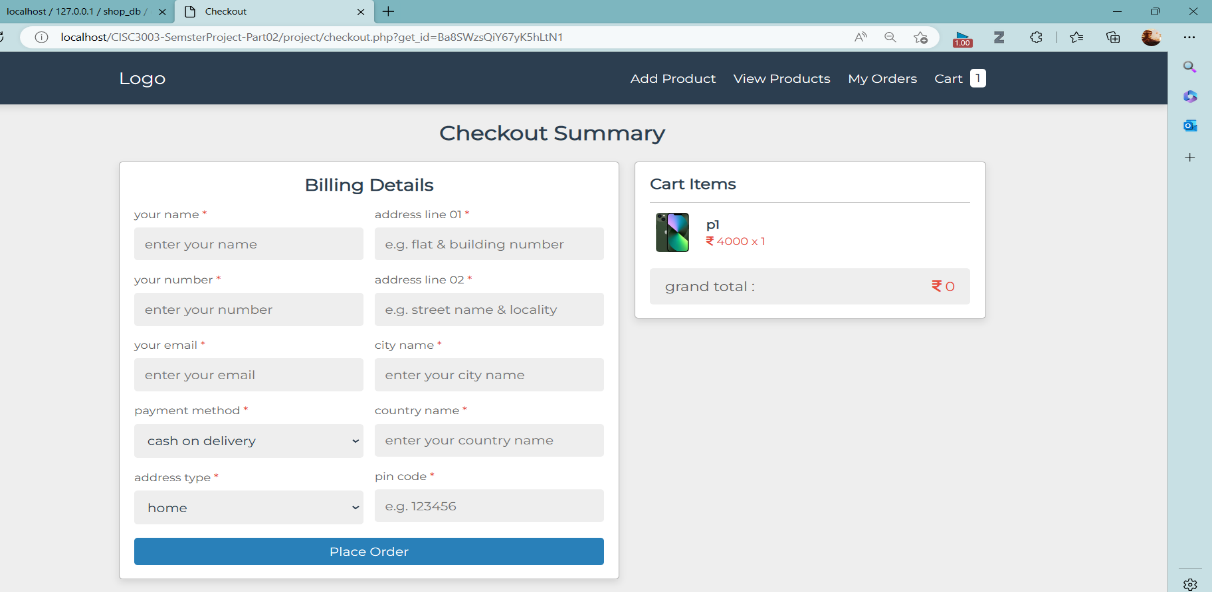 localhost / 127.0.0.1 / shop_db /
Checkout
localhost/CISC3003-SemsterProject-Part02/project/checkout.php?get_id=Ba8SWzsQiY67yK5hLtN1
1.00
Logo
Add Product View Products My Orders Cart 1
Checkout Summary
Billing Details
your name *
enter your name
address line 01 *
e.g. flat & building number
your number *
enter your number
address line 02 *
e.g. street name & locality
your email *
enter your email
city name *
enter your city name
payment method *
cash on delivery
country name *
enter your country name
address type *
home
pin code *
e.g. 123456
Place Order
Cart Items
p1
₹ 4000 x 1
grand total : ₹ 0